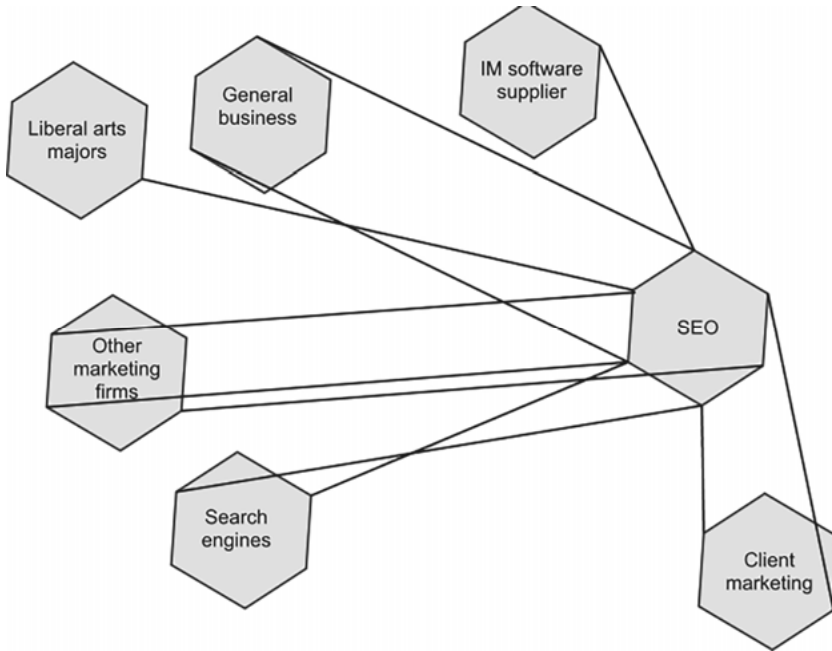 IM software
supplier
General
business
Liberal arts
majors
SEO
Other
marketing
firms
Search
engines
Client
marketing